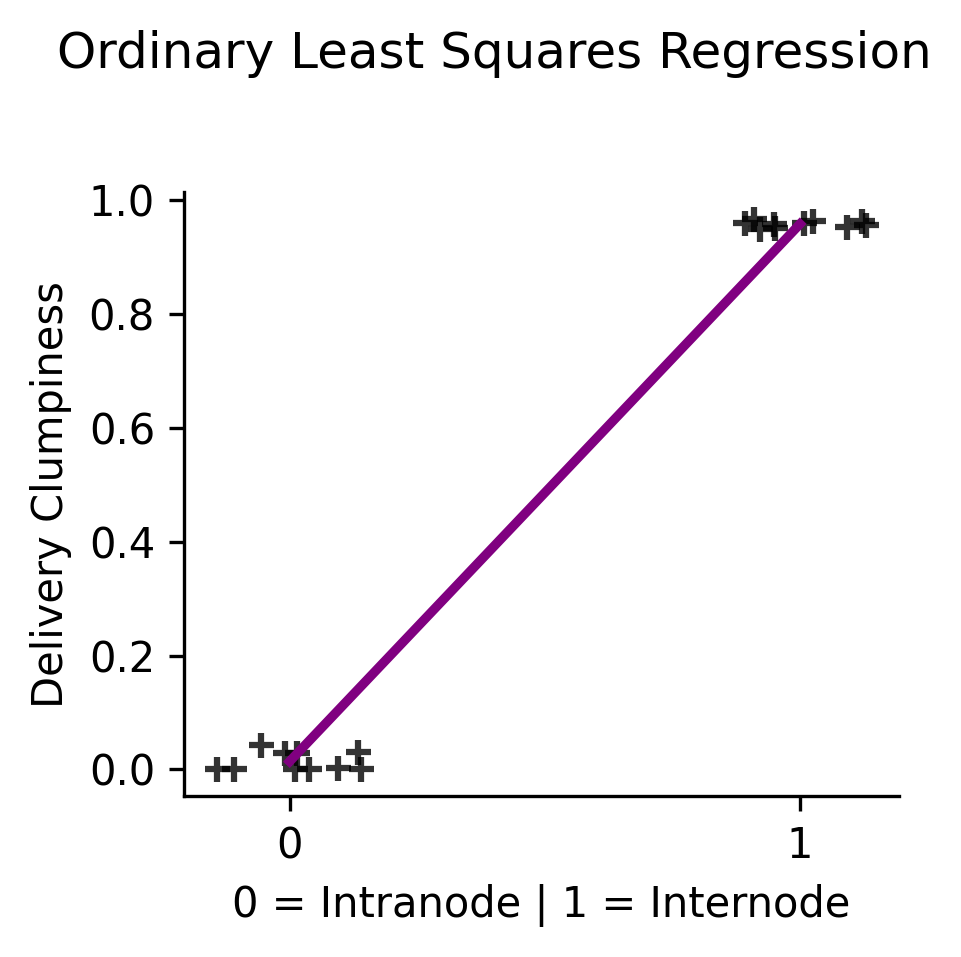 Ordinary Least Squares Regression
Delivery Clumpiness
1.0
0.8
0.6
0.4
0.2
0.0
0
1
0 = Intranode | 1 = Internode